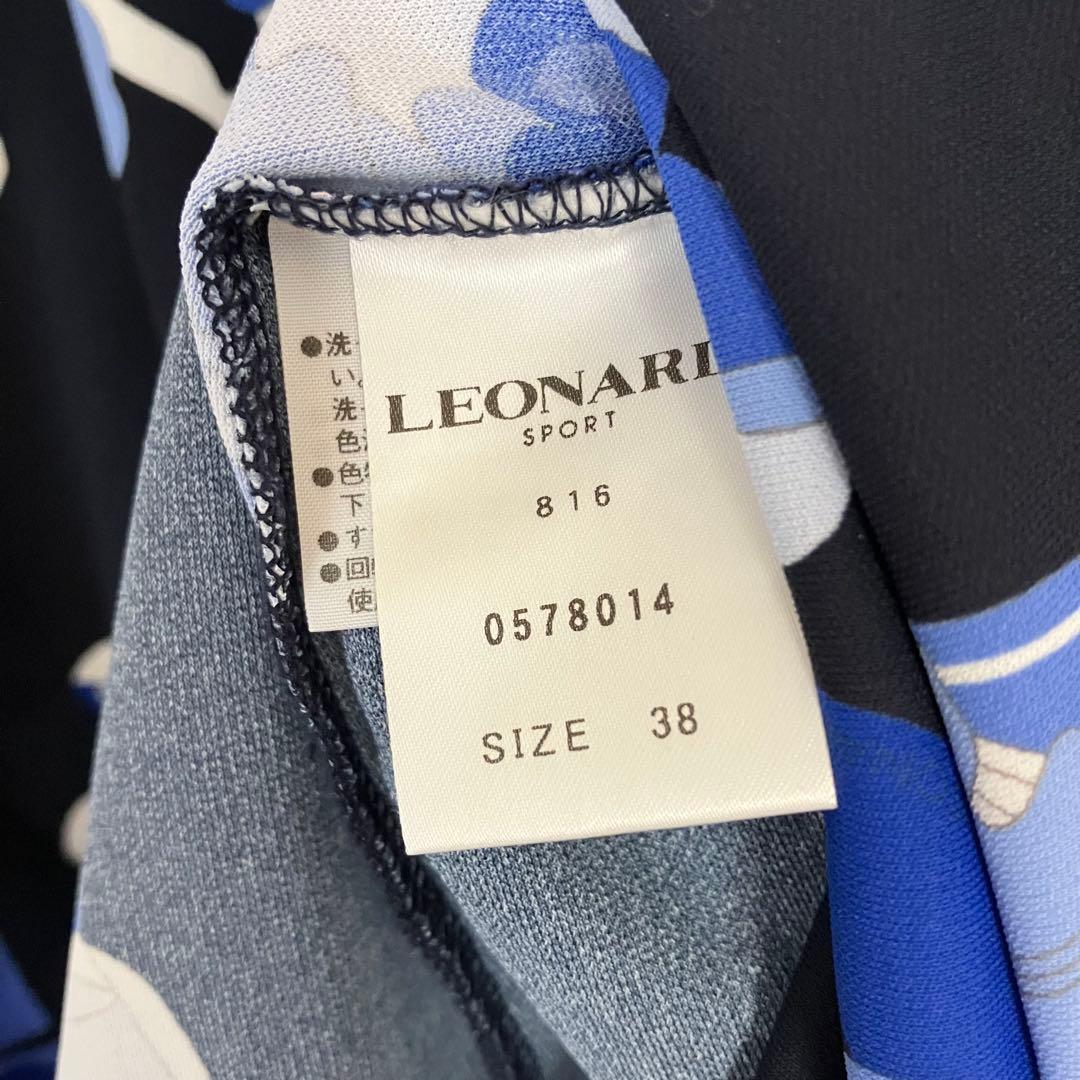 LEONARD
SPORT
816
0578014
SIZE 38
●洗
い
洗
色
●色
下
●す
●回
使